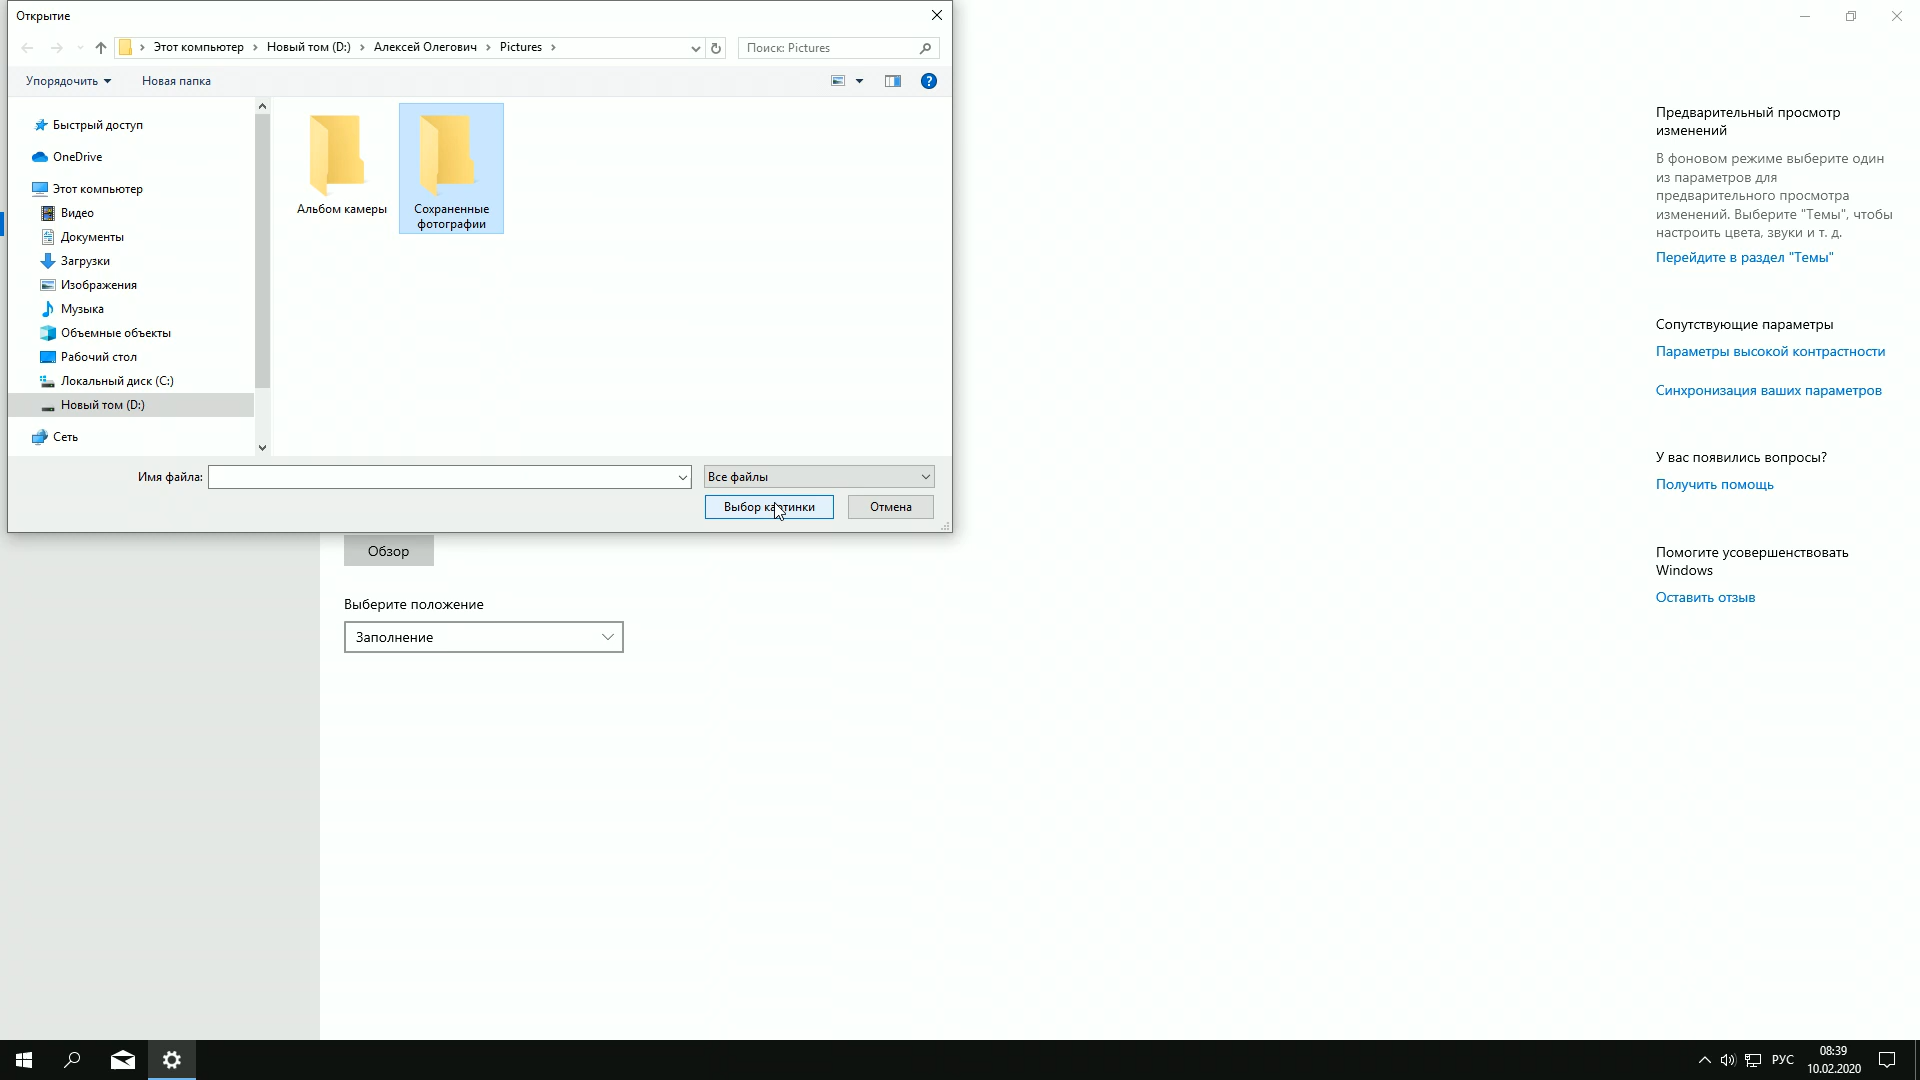 Открытие
Этот компьютер > Новый том (D:) > Алексей Олегович > Pictures >
Поиск: Pictures
Упорядочить
Новая папка
Быстрый доступ
OneDrive
Этот компьютер
Видео
Документы
Загрузки
Изображения
Музыка
Объемные объекты
Рабочий стол
Локальный диск (C:)
Новый том (D:)
Сеть
Альбом камеры
Сохраненные
фотографии
Имя файла:
Все файлы
Выбор картинки
Отмена
Обзор
Выберите положение
Заполнение
Предварительный просмотр
изменений
В фоновом режиме выберите один
из параметров для
предварительного просмотра
изменений. Выберите "Темы", чтобы
настроить цвета, звуки и т. д.
Перейдите в раздел "Темы"
Сопутствующие параметры
Параметры высокой контрастности
Синхронизация ваших параметров
У вас появились вопросы?
Получить помощь
Помогите усовершенствовать
Windows
Оставить отзыв
РУС
08:39
10.02.2020